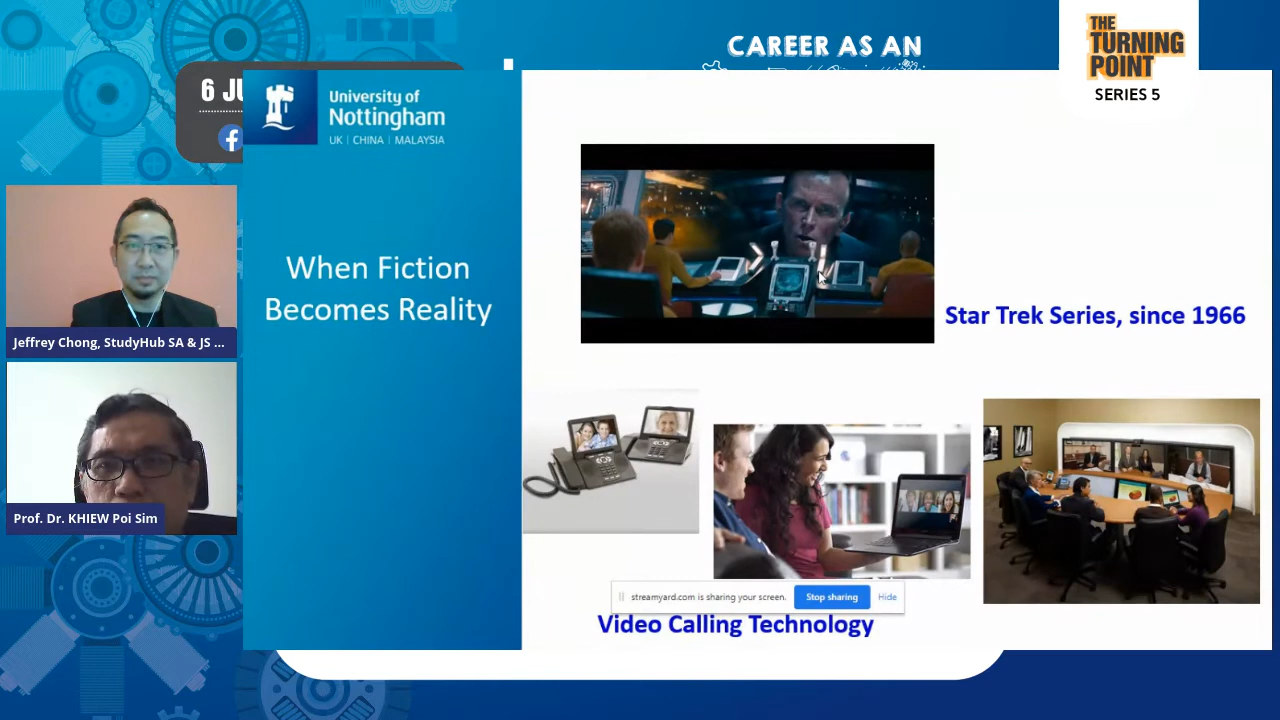 CAREER AS AN
THE
TURNING
POINT
SERIES 5
6 JU
University of
Nottingham
UK | CHINA | MALAYSIA
When Fiction
Becomes Reality
Star Trek Series, since 1966
Jeffrey Chong, StudyHub SA & JS ...
Prof. Dr. KHIEW Poi Sim
streamyard.com is sharing your screen.
Stop sharing
Hide
Video Calling Technology